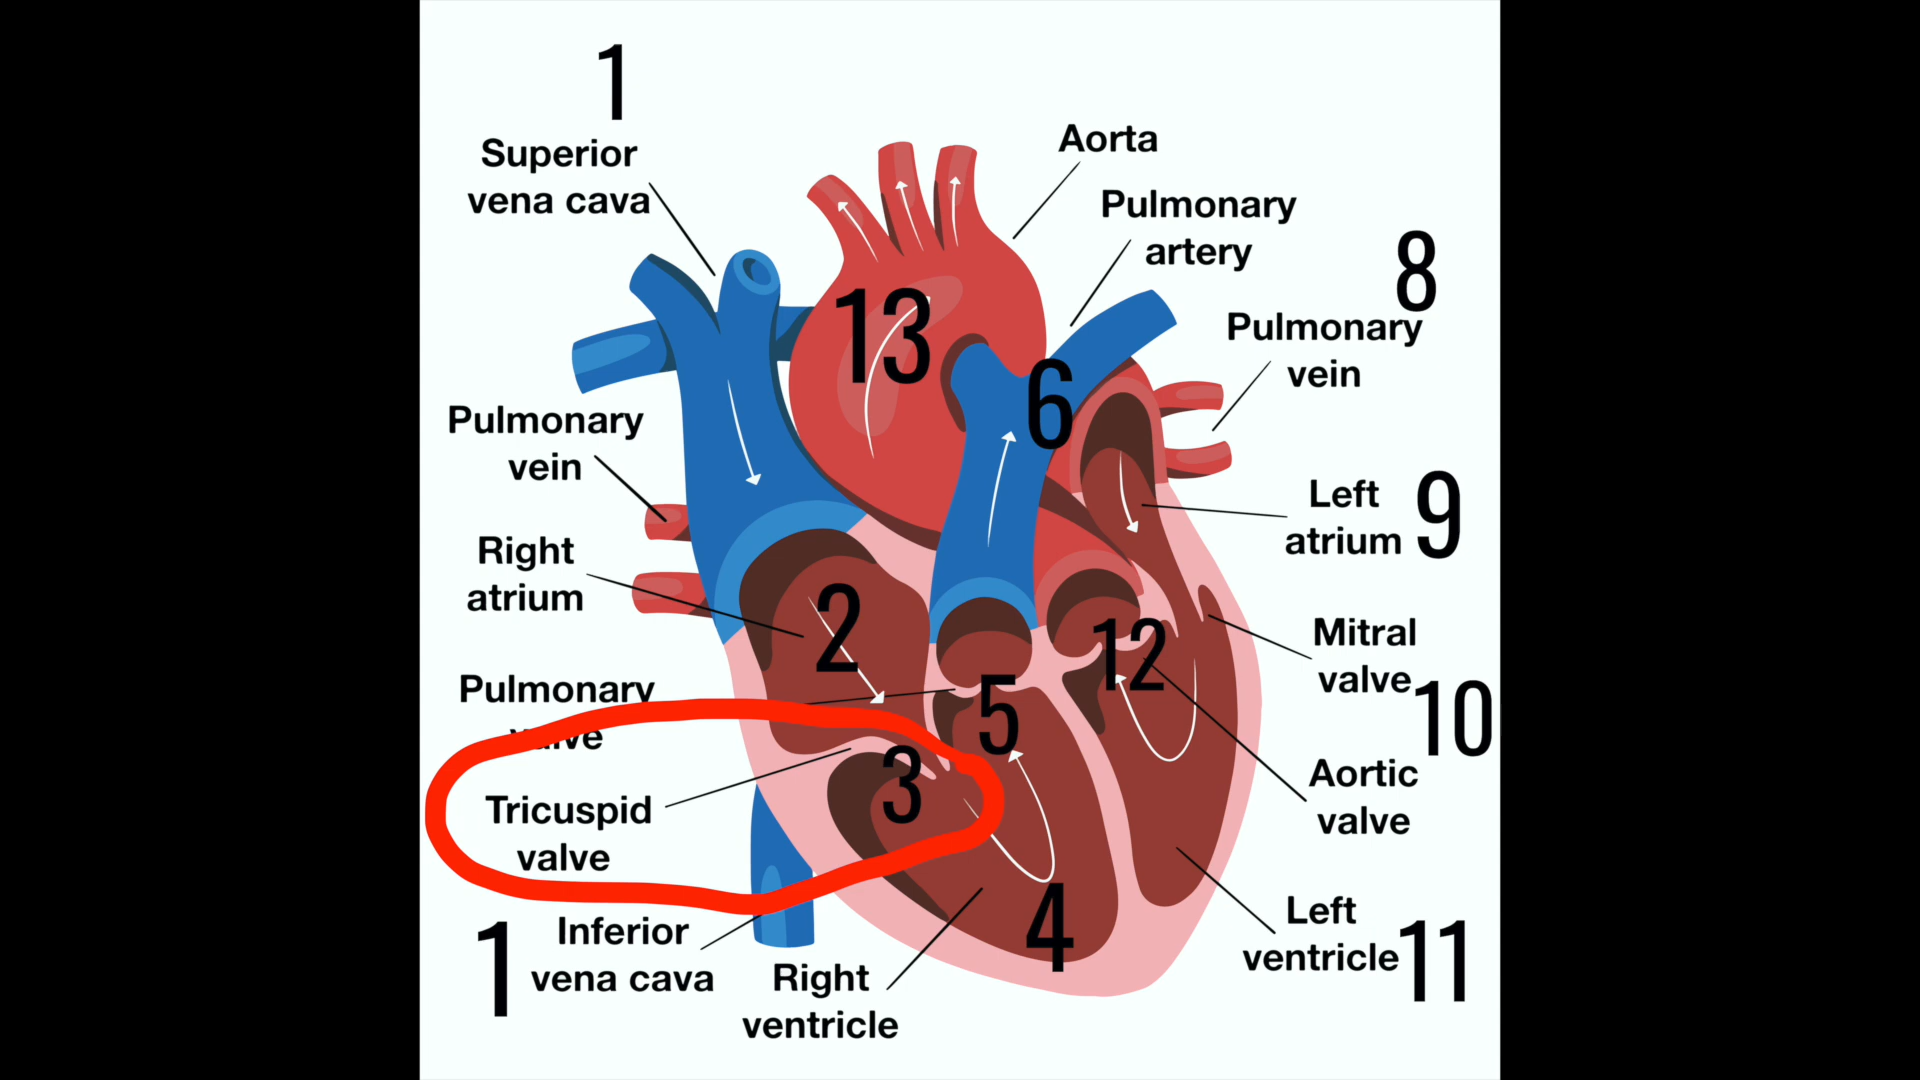 1
Superior
vena cava
Aorta
Pulmonary
artery
8
Pulmonary
vein
13
6
Pulmonary
vein
Left
atrium
9
Right
atrium
2
12
Mitral
valve
10
Pulmonary
valve
5
3
Tricuspid
valve
Aortic
valve
4
1
Inferior
vena cava
Right
ventricle
Left
ventricle
11